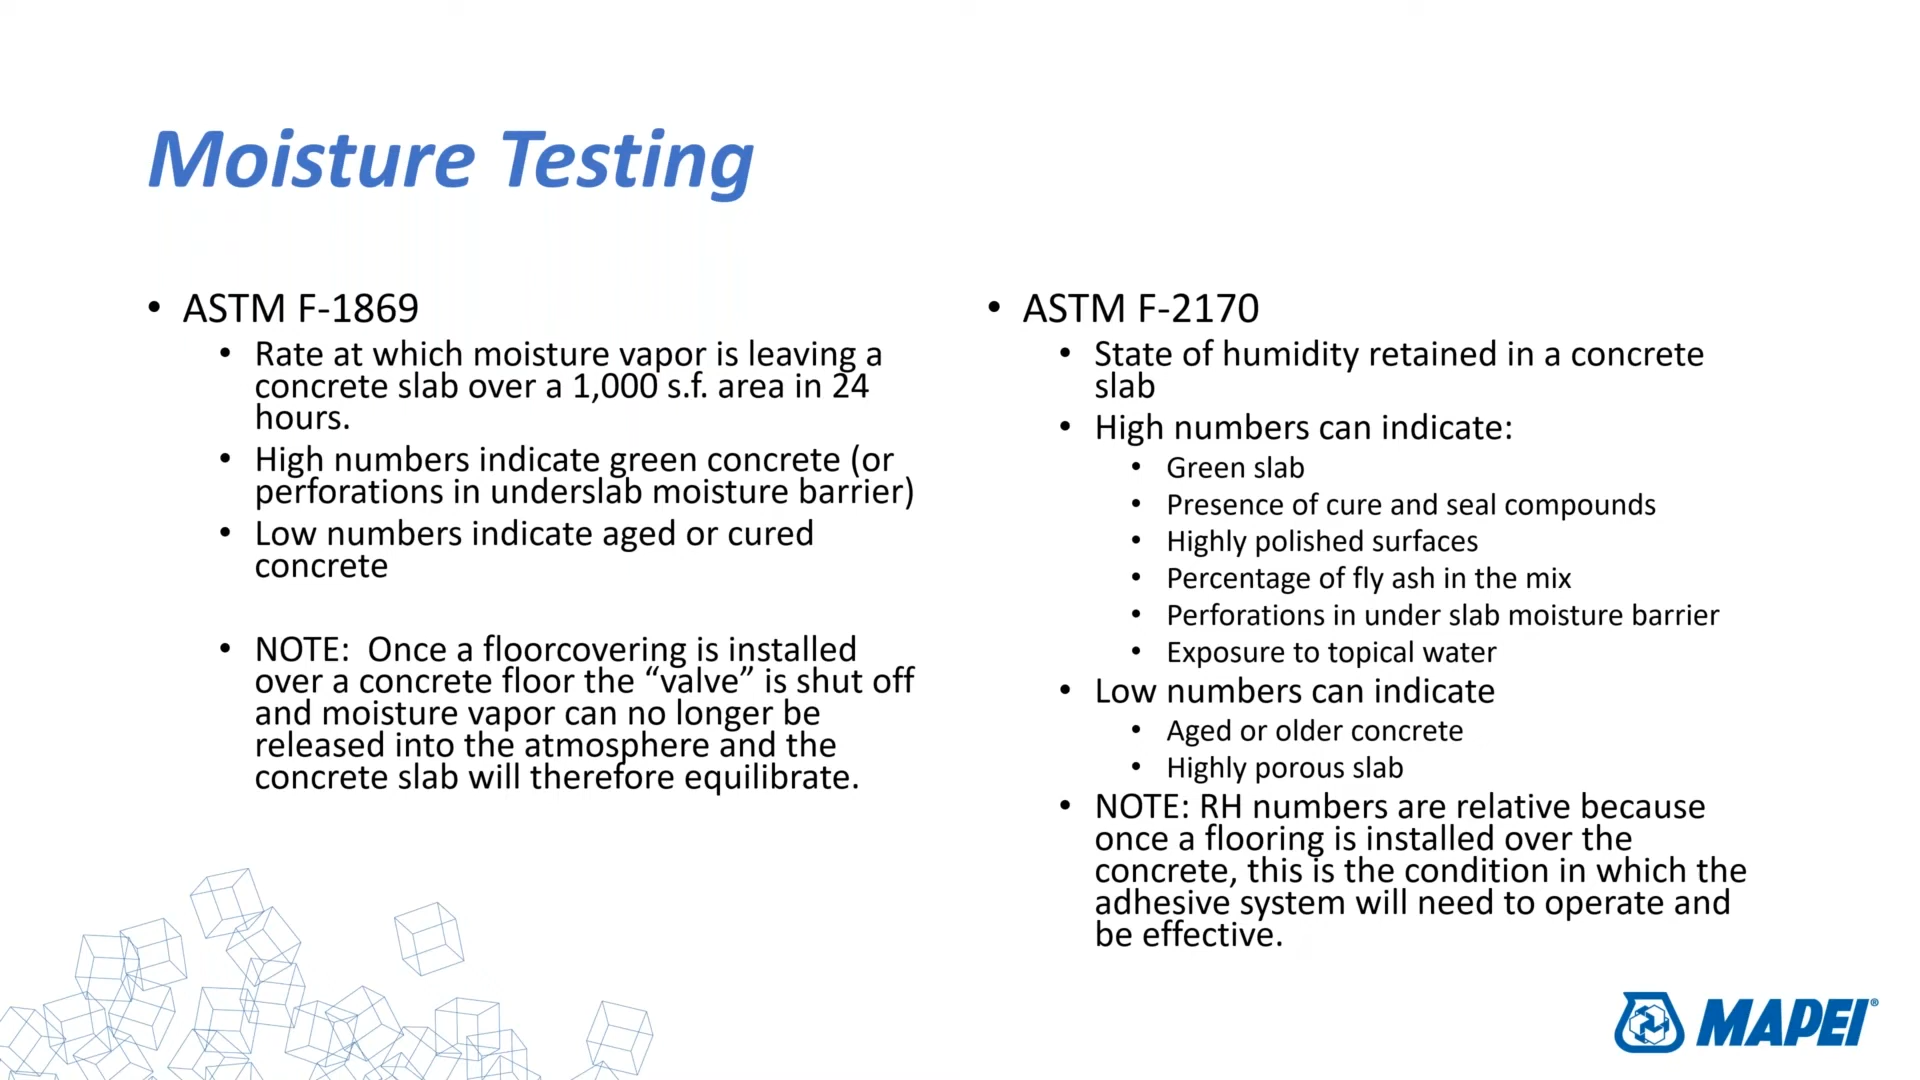 Moisture Testing
• ASTM F-1869
• Rate at which moisture vapor is leaving a
concrete slab over a 1,000 s.f. area in 24
hours.
• High numbers indicate green concrete (or
perforations in underslab moisture barrier)
• Low numbers indicate aged or cured
concrete
• NOTE:  Once a floorcovering is installed
over a concrete floor the “valve” is shut off
and moisture vapor can no longer be
released into the atmosphere and the
concrete slab will therefore equilibrate.
• ASTM F-2170
• State of humidity retained in a concrete
slab
• High numbers can indicate:
• Green slab
• Presence of cure and seal compounds
• Highly polished surfaces
• Percentage of fly ash in the mix
• Perforations in under slab moisture barrier
• Exposure to topical water
• Low numbers can indicate
• Aged or older concrete
• Highly porous slab
• NOTE: RH numbers are relative because
once a flooring is installed over the
concrete, this is the condition in which the
adhesive system will need to operate and
be effective.
MAPEI®